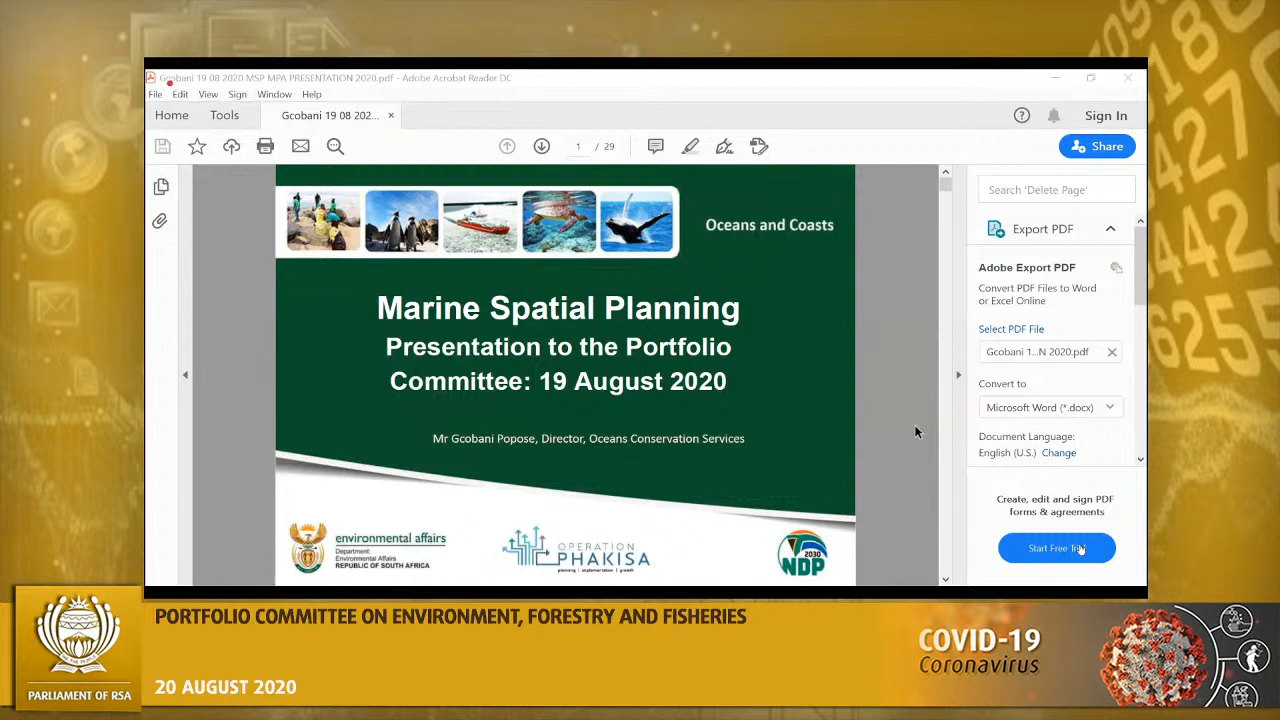 Gcobani 19 08 2020 MSP MPA PRESENTATION 2020.pdf - Adobe Acrobat Reader DC
File Edit View Sign Window Help
Home Tools Gcobani 19 08 202... × Sign In
1 / 29 Share
Search 'Delete Page'
Export PDF
Adobe Export PDF
Convert PDF Files to Word
or Excel Online
Select PDF File
Gcobani 1...N 2020.pdf
Convert to
Microsoft Word (*.docx)
Document Language:
English (U.S.) Change
Create, edit and sign PDF
forms & agreements
Start Free Trial
Oceans and Coasts
Marine Spatial Planning
Presentation to the Portfolio
Committee: 19 August 2020
Mr Gcobani Popose, Director, Oceans Conservation Services
environmental affairs
Department:
Environmental Affairs
REPUBLIC OF SOUTH AFRICA
OPERATION
PHAKISA
planning | implementation | growth
2030
NDP
PORTFOLIO COMMITTEE ON ENVIRONMENT, FORESTRY AND FISHERIES
20 AUGUST 2020
PARLIAMENT OF RSA
COVID-19
Coronavirus